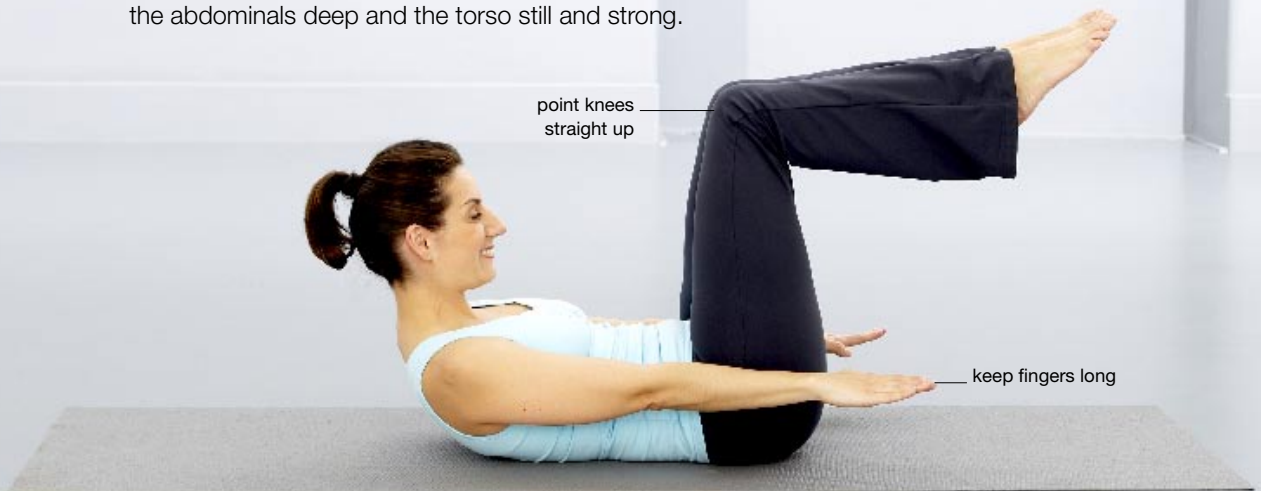 the abdominals deep and the torso still and strong.
point knees
straight up
keep fingers long